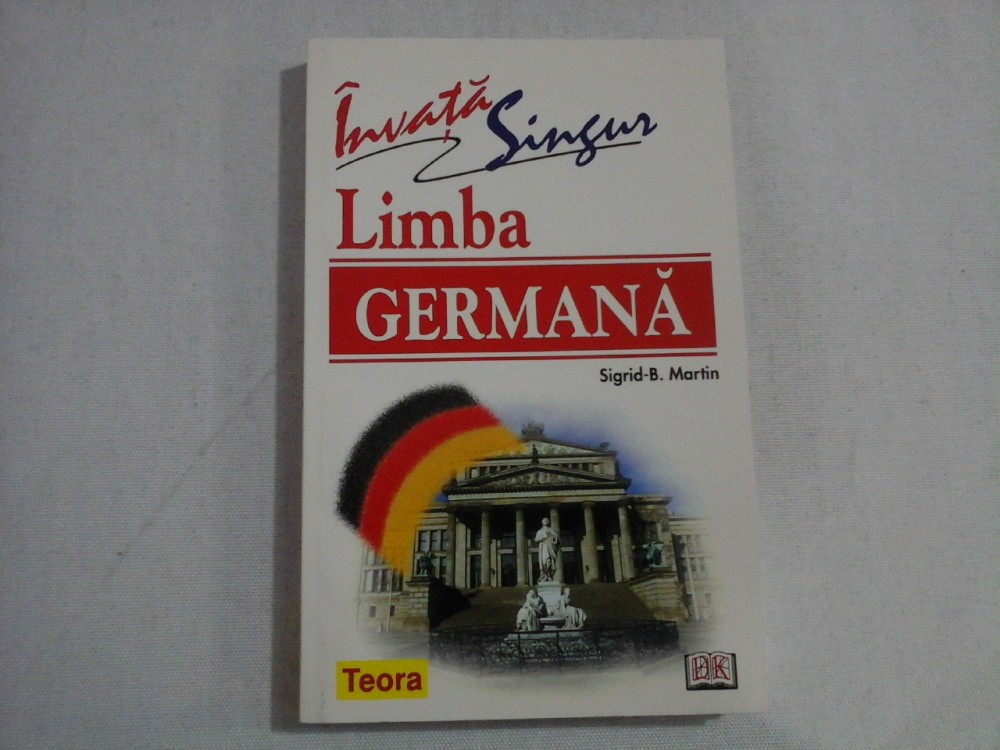 Învață Singur
Limba
GERMANĂ
Sigrid-B. Martin
Teora
DK